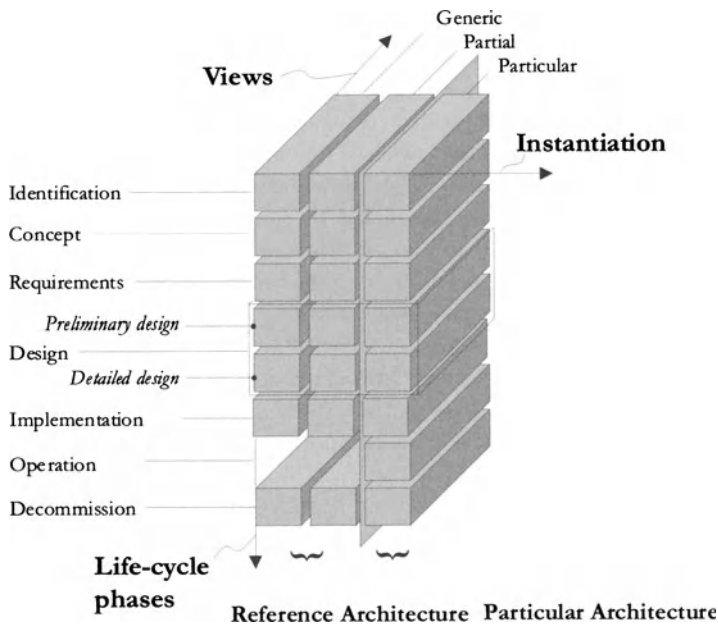 Generic
Partial
Particular
Views
Instantiation
Identification
Concept
Requirements
Preliminary design
Design
Detailed design
Implementation
Operation
Decommission
Life-cycle
phases
Reference Architecture Particular Architecture